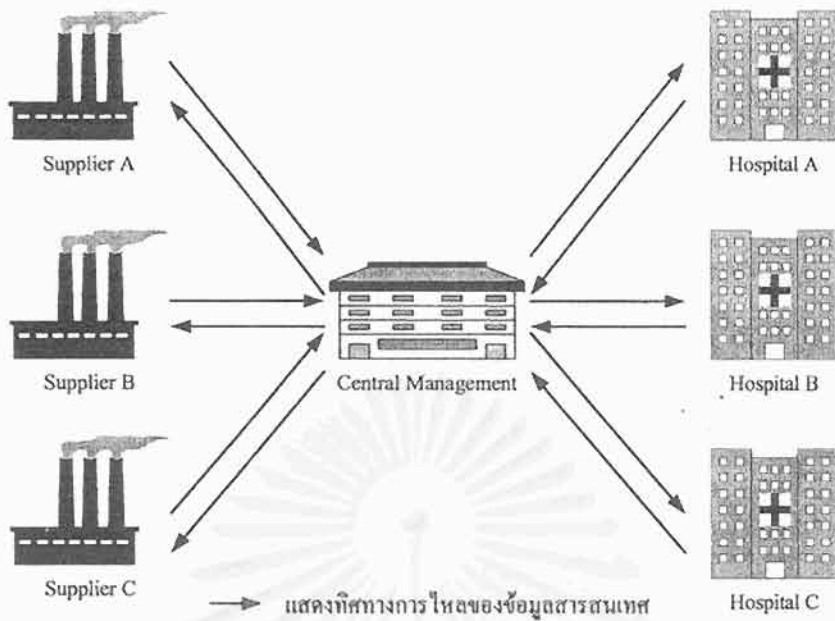 Supplier A
Hospital A
Supplier B
Central Management
Hospital B
Supplier C
แสดงทิศทางการไหลของข้อมูลสารสนเทศ
Hospital C